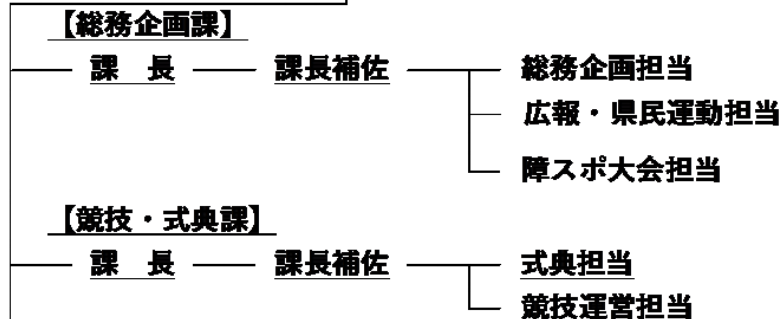 【総務企画課】
課　長　課長補佐　総務企画担当
広報・県民運動担当
障スポ大会担当
【競技・式典課】
課　長　課長補佐　式典担当
競技運営担当